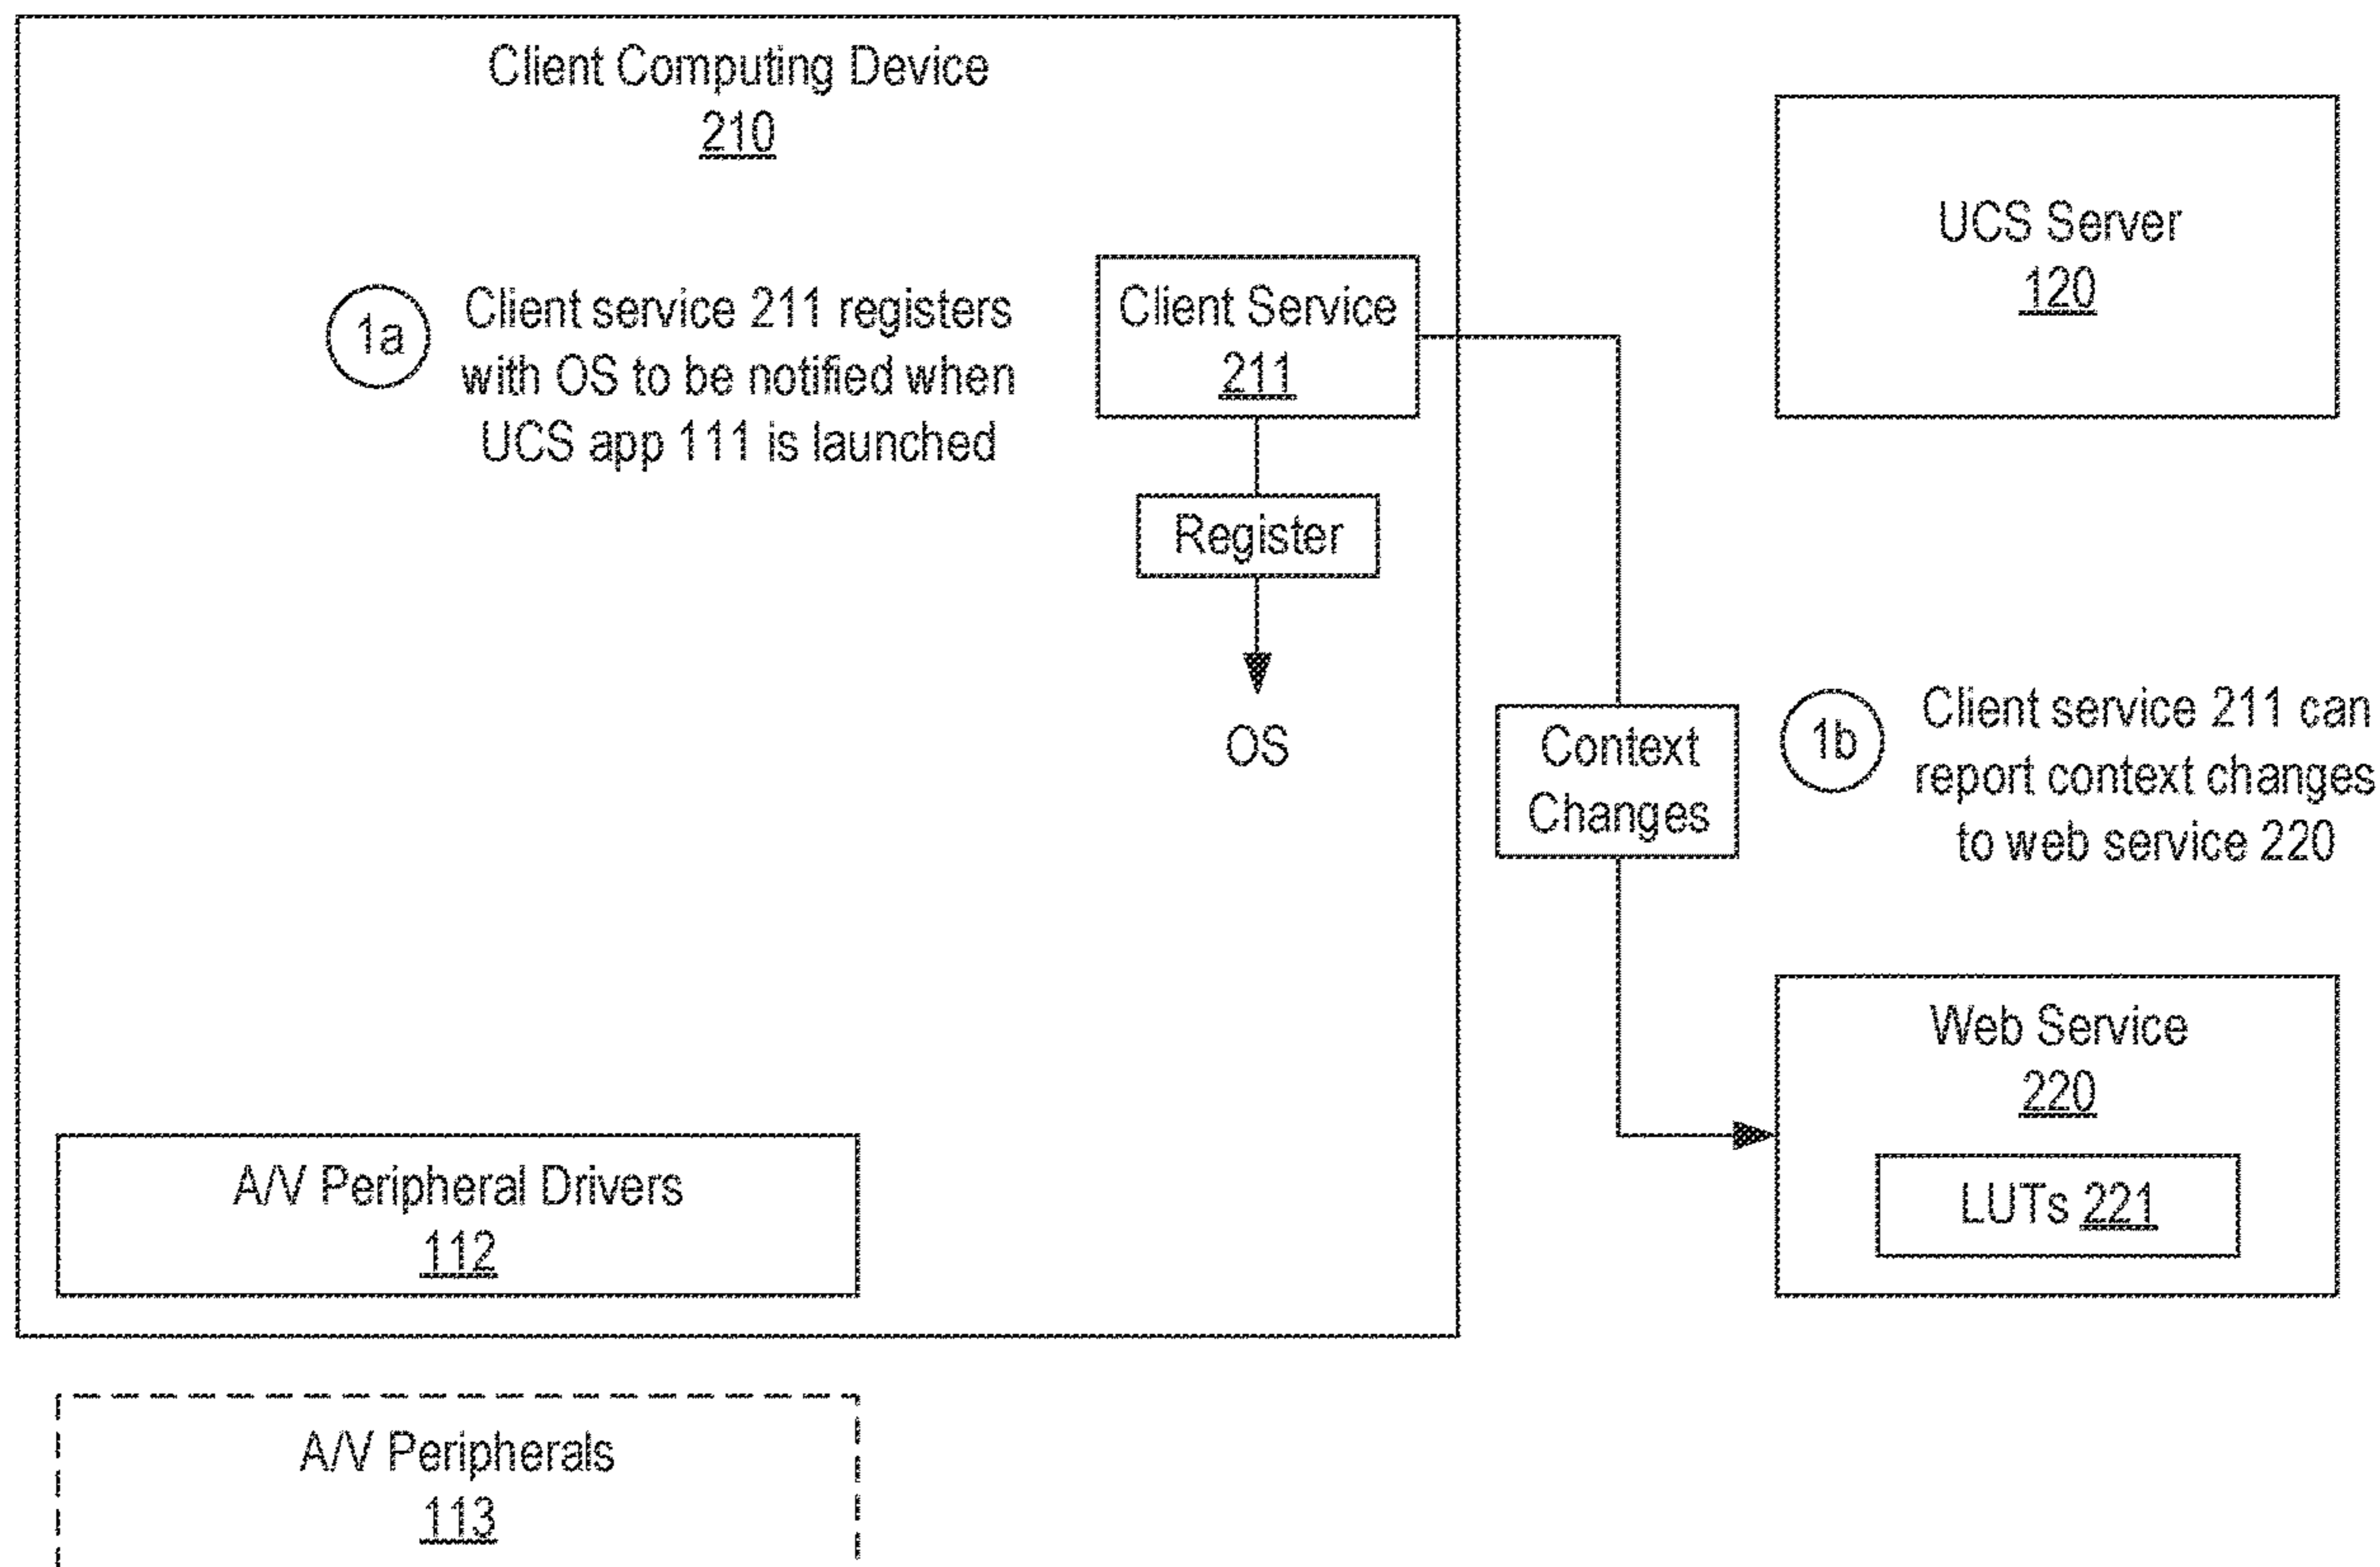 Client Computing Device
210
UCS Server
120
1a
Client service 211 registers
with OS to be notified when
UCS app 111 is launched
Client Service
211
Register
OS
Context
Changes
1b
Client service 211 can
report context changes
to web service 220
Web Service
220
LUTs 221
A/V Peripheral Drivers
112
A/V Peripherals
113